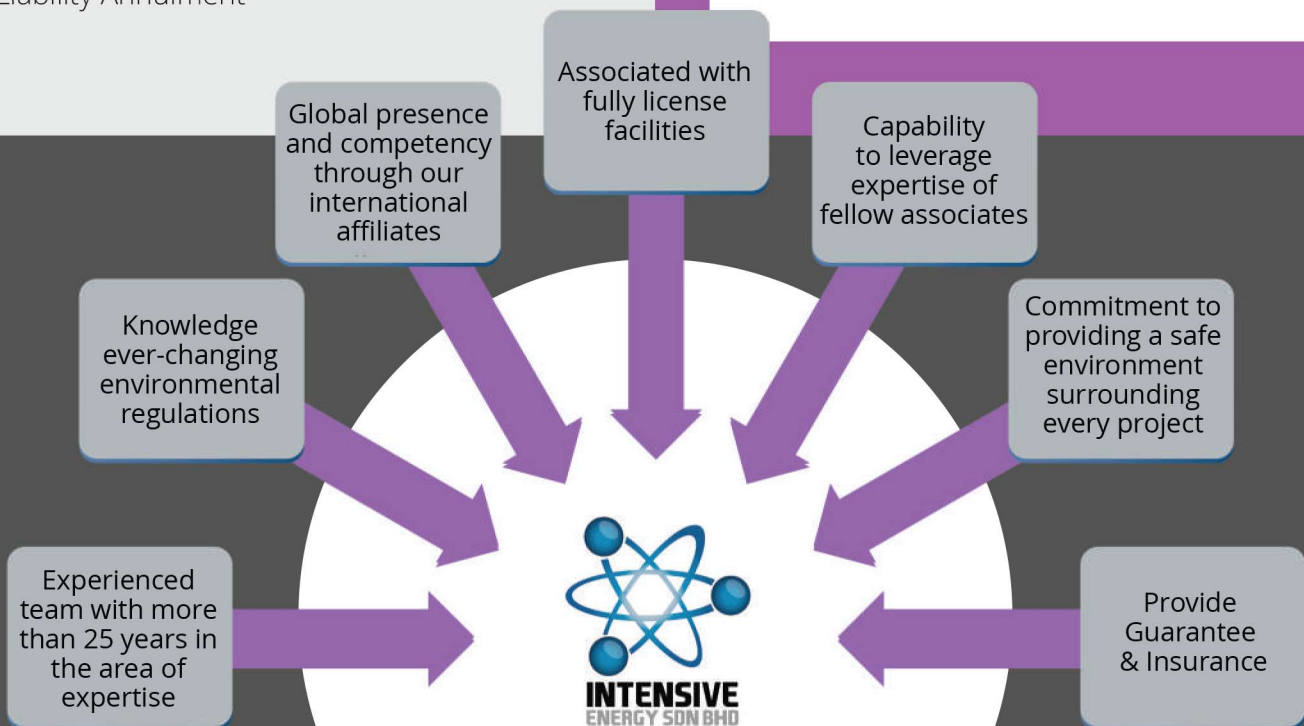 Liability Annulment
Associated with
fully license
facilities
Global presence
and competency
through our
international
affiliates
Capability
to leverage
expertise of
fellow associates
Knowledge
ever-changing
environmental
regulations
Commitment to
providing a safe
environment
surrounding
every project
Experienced
team with more
than 25 years in
the area of
expertise
Provide
Guarantee
& Insurance
INTENSIVE
ENERGY SDN BHD